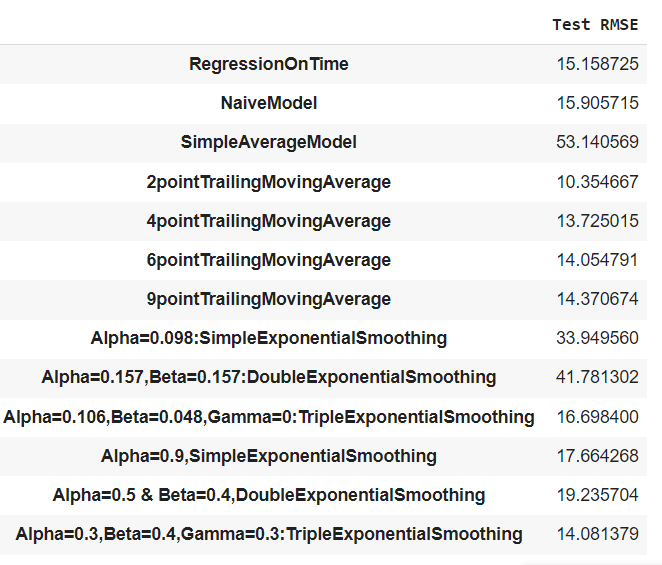 Test RMSE
RegressionOnTime 15.158725
NaiveModel 15.905715
SimpleAverageModel 53.140569
2pointTrailingMovingAverage 10.354667
4pointTrailingMovingAverage 13.725015
6pointTrailingMovingAverage 14.054791
9pointTrailingMovingAverage 14.370674
Alpha=0.098:SimpleExponentialSmoothing 33.949560
Alpha=0.157,Beta=0.157:DoubleExponentialSmoothing 41.781302
Alpha=0.106,Beta=0.048,Gamma=0:TripleExponentialSmoothing 16.698400
Alpha=0.9,SimpleExponentialSmoothing 17.664268
Alpha=0.5 & Beta=0.4,DoubleExponentialSmoothing 19.235704
Alpha=0.3,Beta=0.4,Gamma=0.3:TripleExponentialSmoothing 14.081379